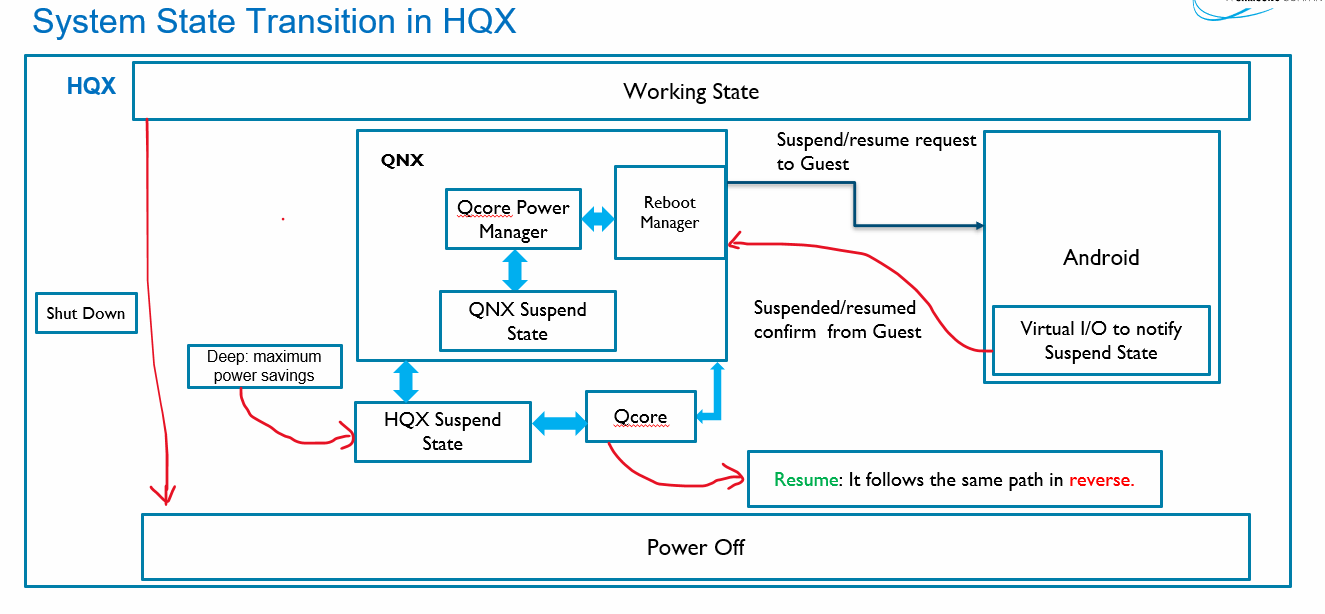 System State Transition in HQX
HQX
Working State
QNX
Suspend/resume request
to Guest
Qcore Power
Manager
Reboot
Manager
Android
QNX Suspend
State
Suspended/resumed
confirm from Guest
Virtual I/O to notify
Suspend State
Shut Down
Deep: maximum
power savings
HQX Suspend
State
Qcore
Resume: It follows the same path in reverse.
Power Off